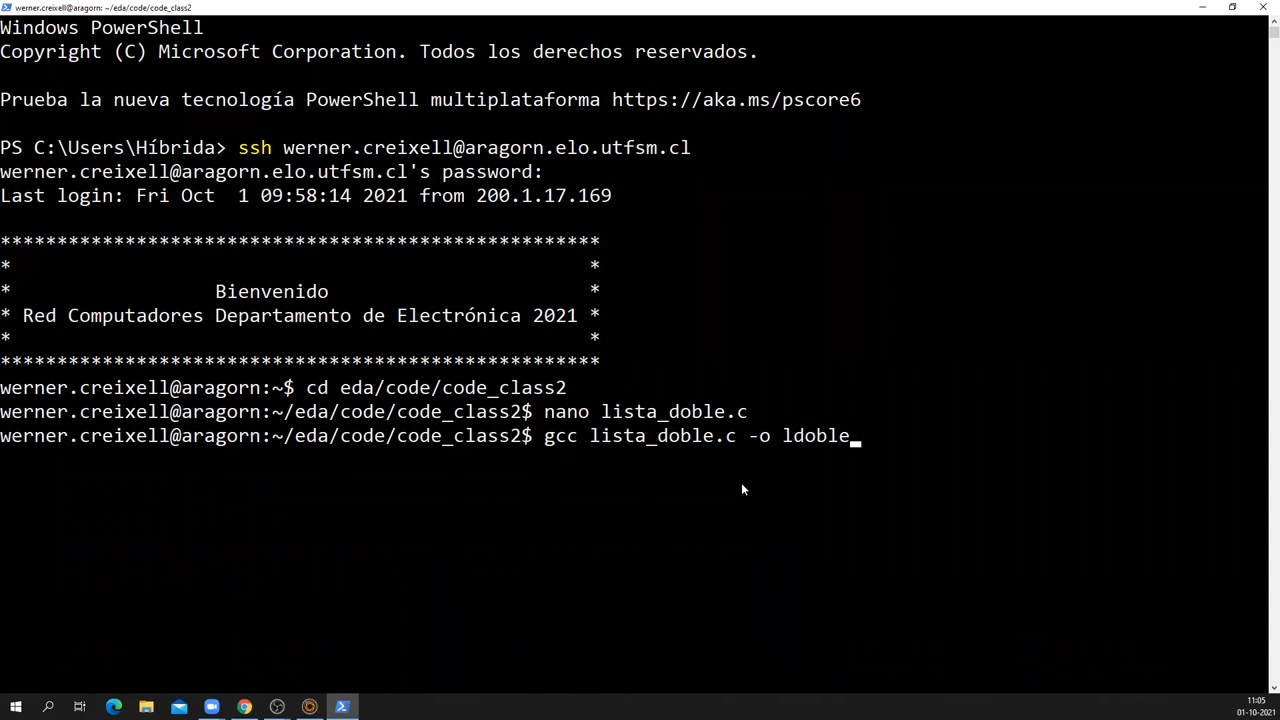 werner.creixell@aragorn: ~/eda/code/code_class2
Windows PowerShell
Copyright (C) Microsoft Corporation. Todos los derechos reservados.
Prueba la nueva tecnología PowerShell multiplataforma https://aka.ms/pscore6
PS C:\Users\Híbrida> ssh werner.creixell@aragorn.elo.utfsm.cl
werner.creixell@aragorn.elo.utfsm.cl's password:
Last login: Fri Oct  1 09:58:14 2021 from 200.1.17.169
*****************************************************
*                                                   *
*                   Bienvenido                      *
* Red Computadores Departamento de Electrónica 2021 *
*                                                   *
*****************************************************
werner.creixell@aragorn:~$ cd eda/code/code_class2
werner.creixell@aragorn:~/eda/code/code_class2$ nano lista_doble.c
werner.creixell@aragorn:~/eda/code/code_class2$ gcc lista_doble.c -o ldoble
11:05
01-10-2021